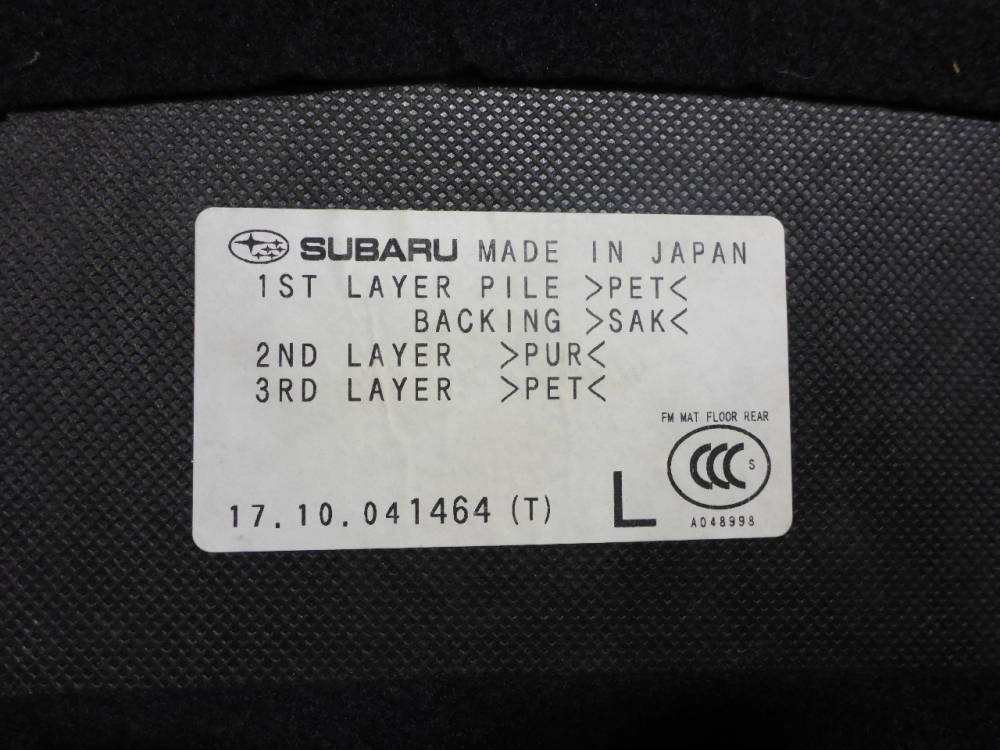 SUBARU MADE IN JAPAN
1ST LAYER PILE >PET<
BACKING >SAK<
2ND LAYER >PUR<
3RD LAYER >PET<
FM MAT FLOOR REAR
CCC S
17.10.041464 (T)
L
A048998